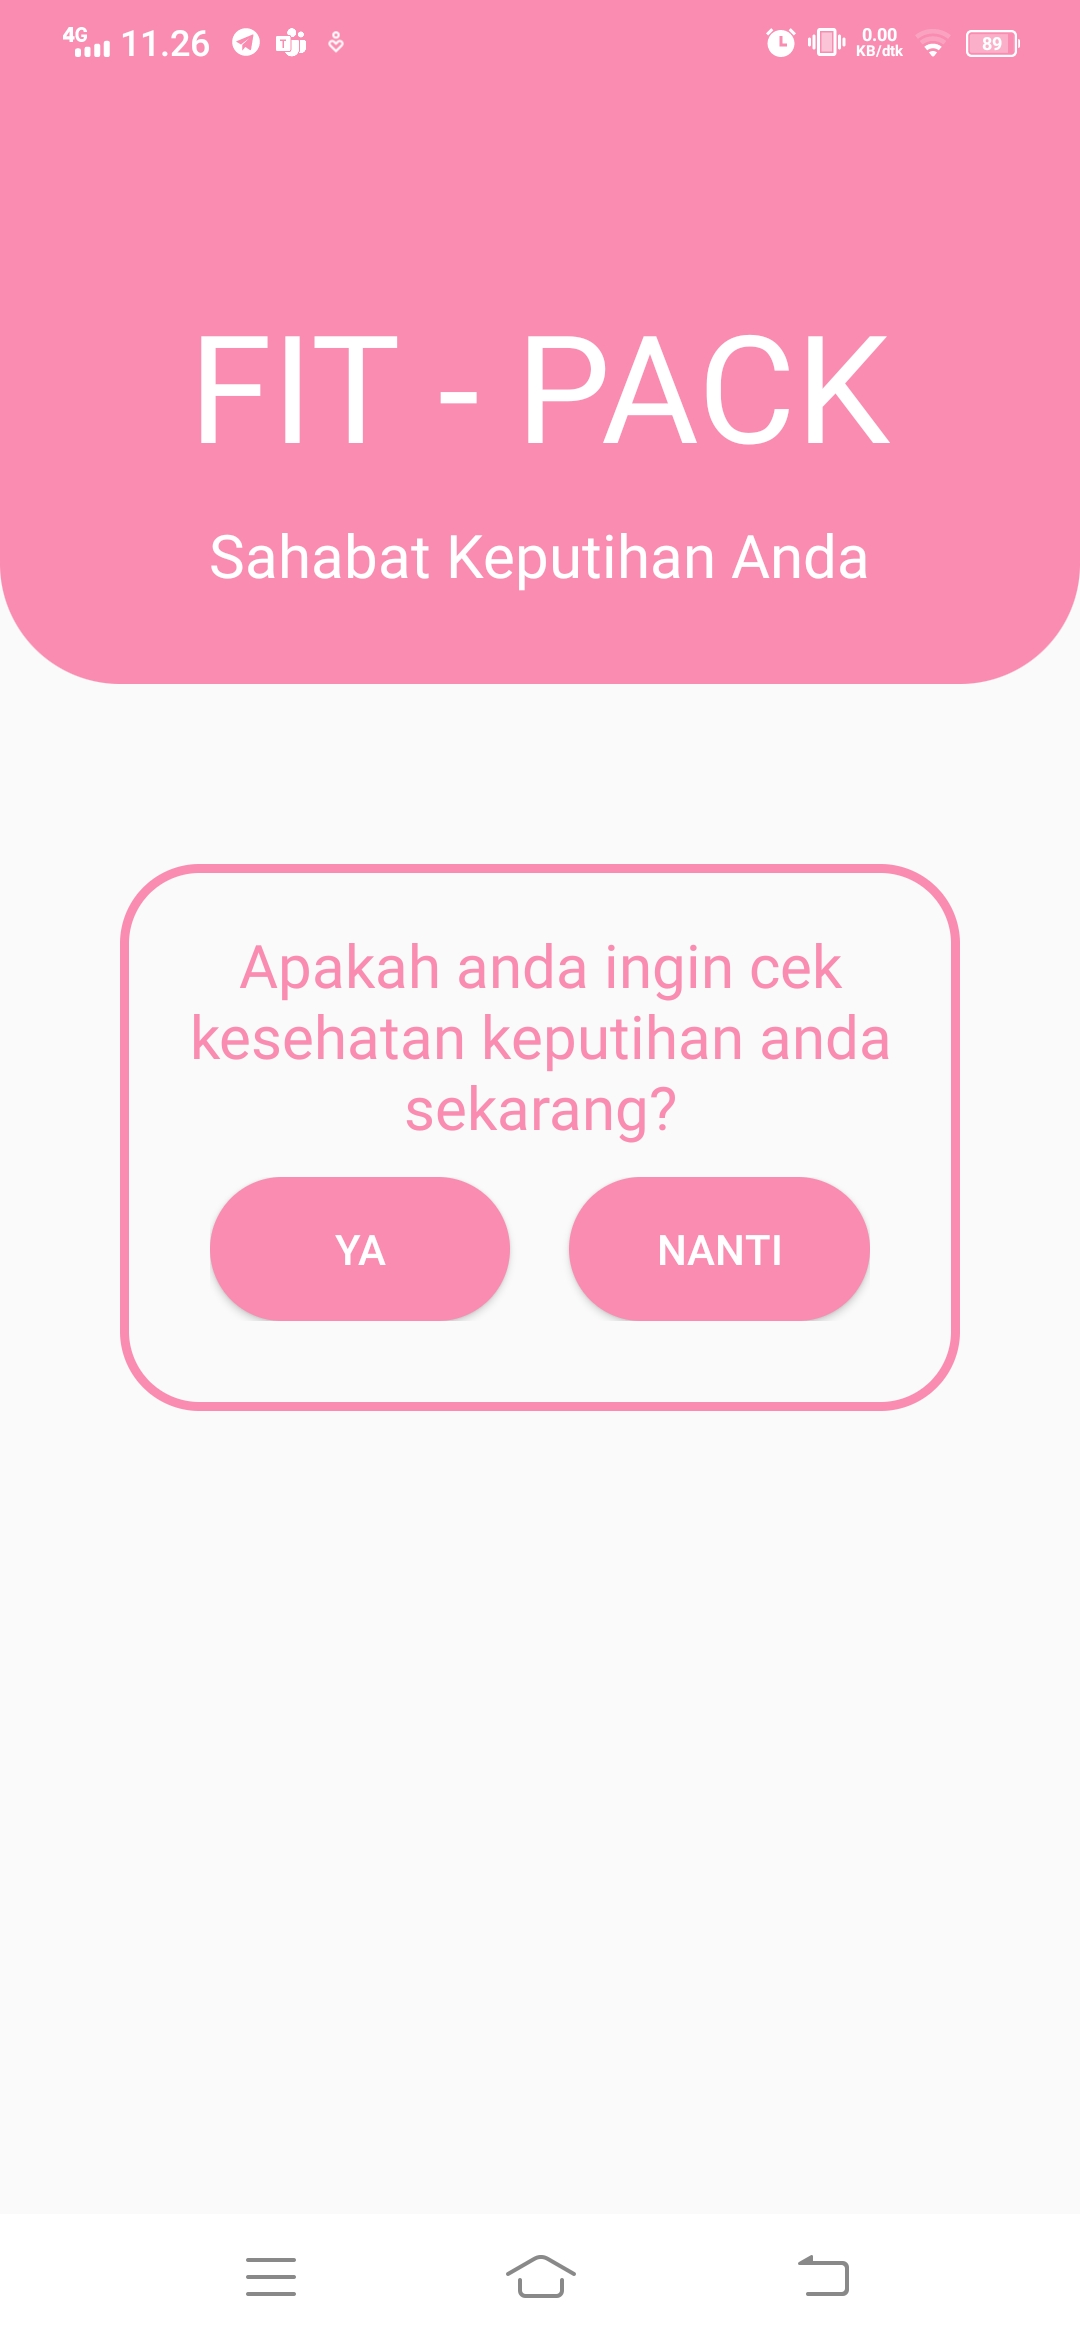 4G 11.26 0.00 KB/dtk 89
FIT - PACK
Sahabat Keputihan Anda
Apakah anda ingin cek
kesehatan keputihan anda
sekarang?
YA NANTI